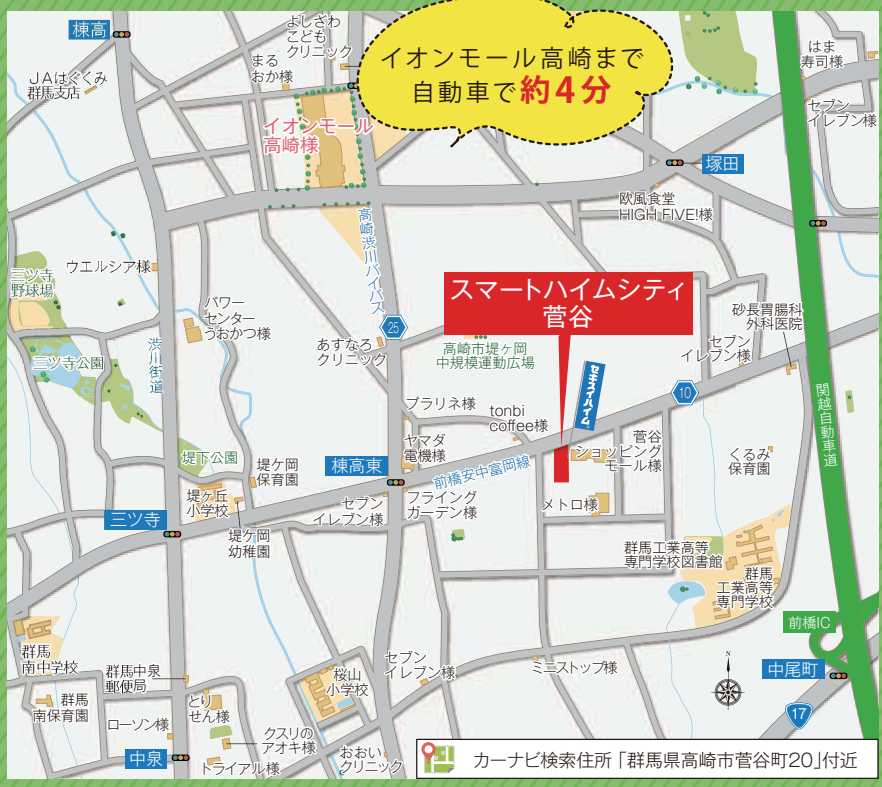 棟高
よしざわ
こども
クリニック
まる
おか様
JAはぐくみ
群馬支店
イオンモール高崎まで
自動車で約4分
はま
寿司様
セブン
イレブン様
イオンモール
高崎様
塚田
欧風食堂
HIGH FIVE!様
高崎渋川バイパス
三ツ寺
野球場
ウエルシア様
パワー
センター
うおかつ様
スマートハイムシティ
菅谷
砂長胃腸科
外科医院
セブン
イレブン様
25
あすなろ
クリニック
高崎市堤ヶ岡
中規模運動広場
渋川街道
三ツ寺公園
セキスイハイム
10
関越自動車道
プラリネ様
tonbi
coffee様
ヤマダ
電機様
菅谷
ショッピング
モール様
くるみ
保育園
堤下公園
堤ケ岡
保育園
棟高東
前橋安中富岡線
堤ヶ丘
小学校
セブン
イレブン様
フライング
ガーデン様
メトロ様
三ツ寺
堤ケ岡
幼稚園
群馬工業高等
専門学校図書館
群馬
工業高等
専門学校
前橋IC
群馬
南中学校
群馬中泉
郵便局
桜山
小学校
セブン
イレブン様
ミニストップ様
N
中尾町
群馬
南保育園
とり
せん様
ローソン様
17
クスリの
アオキ様
おおい
クリニック
中泉
トライアル様
カーナビ検索住所「群馬県高崎市菅谷町20」付近